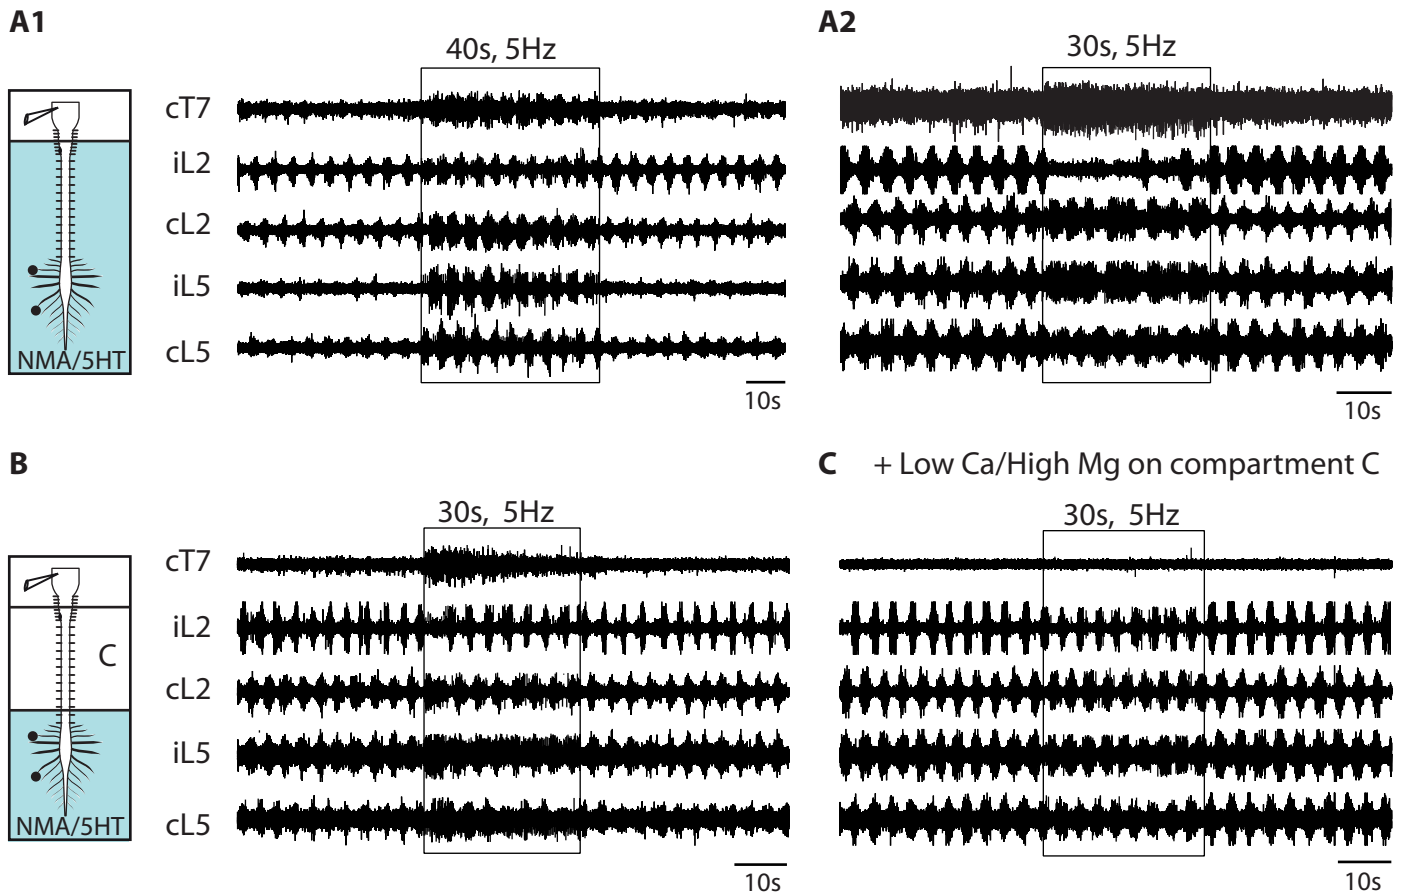 A1
40s, 5Hz
cT7
iL2
cL2
iL5
cL5
NMA/5HT
10s
A2
30s, 5Hz
10s
B
30s, 5Hz
cT7
iL2
C
cL2
iL5
cL5
NMA/5HT
10s
C + Low Ca/High Mg on compartment C
30s, 5Hz
10s